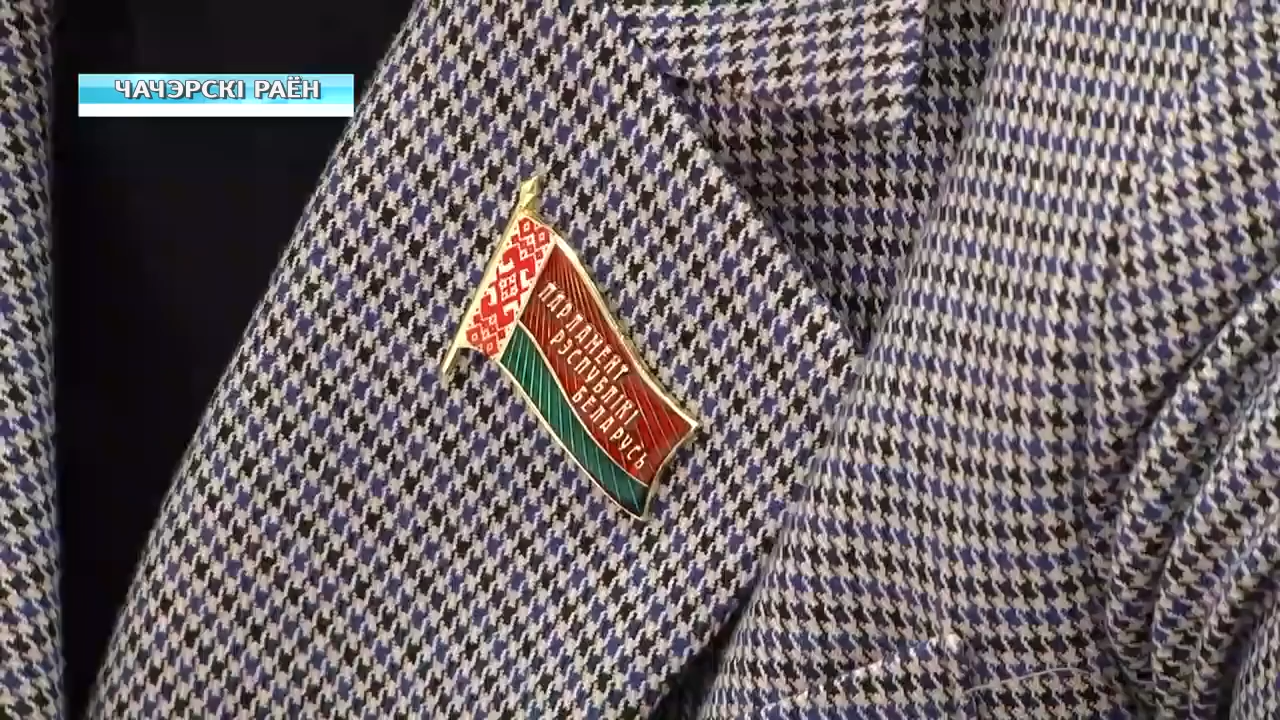 ЧАЧЭРСКІ РАЁН
ПАРЛАМЕНТ
РЭСПУБЛІКІ
БЕЛАРУСЬ